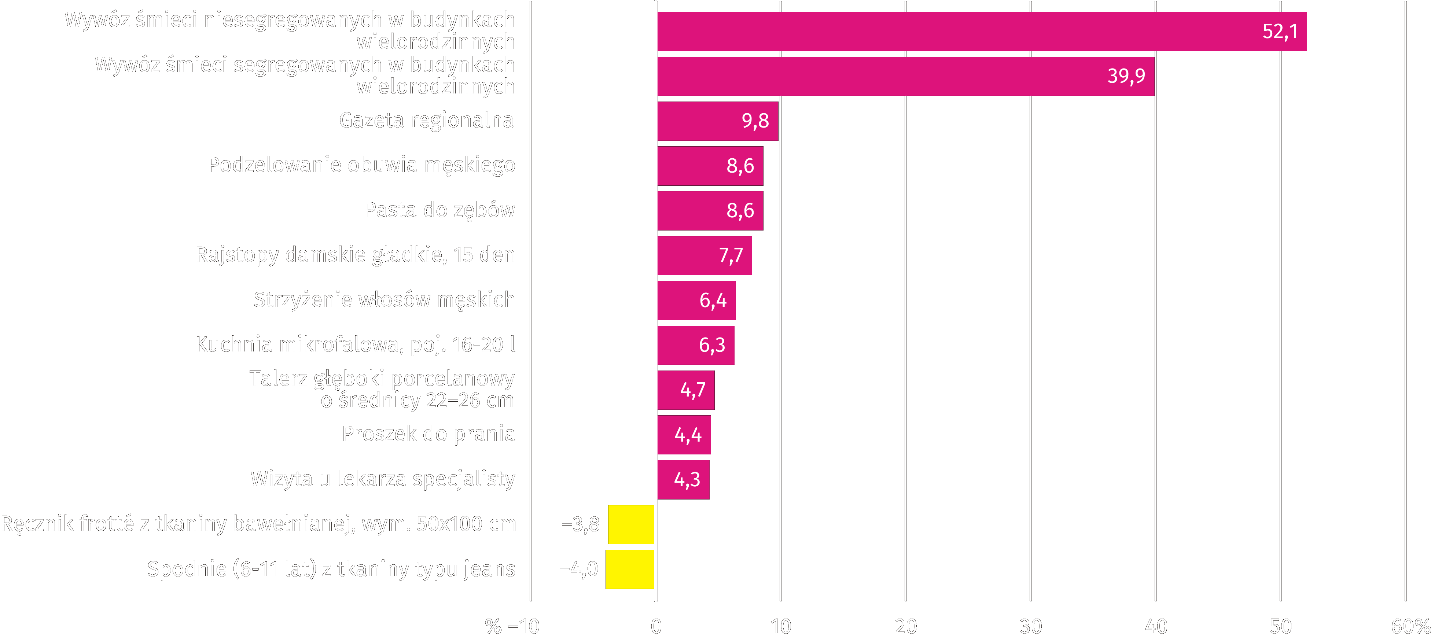 Wywóz śmieci niesegregowanych w budynkach
wielorodzinnych
52,1
Wywóz śmieci segregowanych w budynkach
wielorodzinnych
39,9
Gazeta regionalna
9,8
Podzelowanie obuwia męskiego
8,6
Pasta do zębów
8,6
Rajstopy damskie gładkie, 15 den
7,7
Strzyżenie włosów męskich
6,4
Kuchnia mikrofalowa, poj. 16-20 l
6,3
Talerz głęboki porcelanowy
o średnicy 22–26 cm
4,7
Proszek do prania
4,4
Wizyta u lekarza specjalisty
4,3
Ręcznik frotté z tkaniny bawełnianej, wym. 50x100 cm
–3,8
Spodnie (6-11 lat) z tkaniny typu jeans
–4,0
% –10 0 10 20 30 40 50 60%